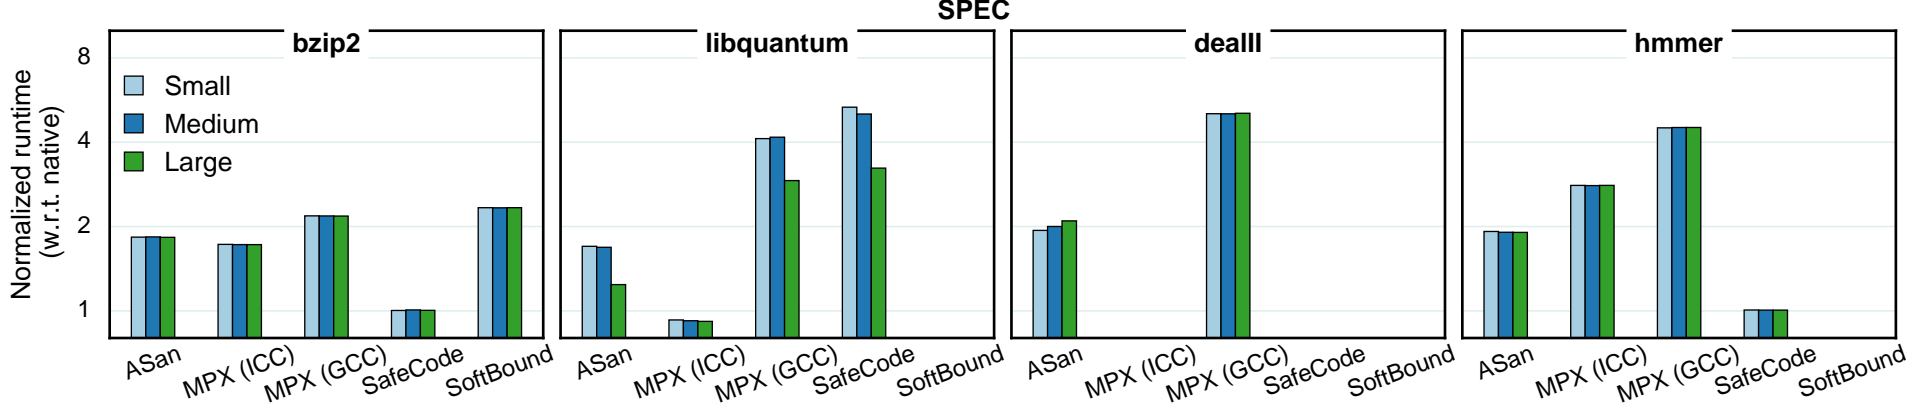 SPEC
bzip2
libquantum
dealII
hmmer
Normalized runtime
(w.r.t. native)
8
4
2
1
Small
Medium
Large
ASan
MPX (ICC)
MPX (GCC)
SafeCode
SoftBound
ASan
MPX (ICC)
MPX (GCC)
SafeCode
SoftBound
ASan
MPX (ICC)
MPX (GCC)
SafeCode
SoftBound
ASan
MPX (ICC)
MPX (GCC)
SafeCode
SoftBound